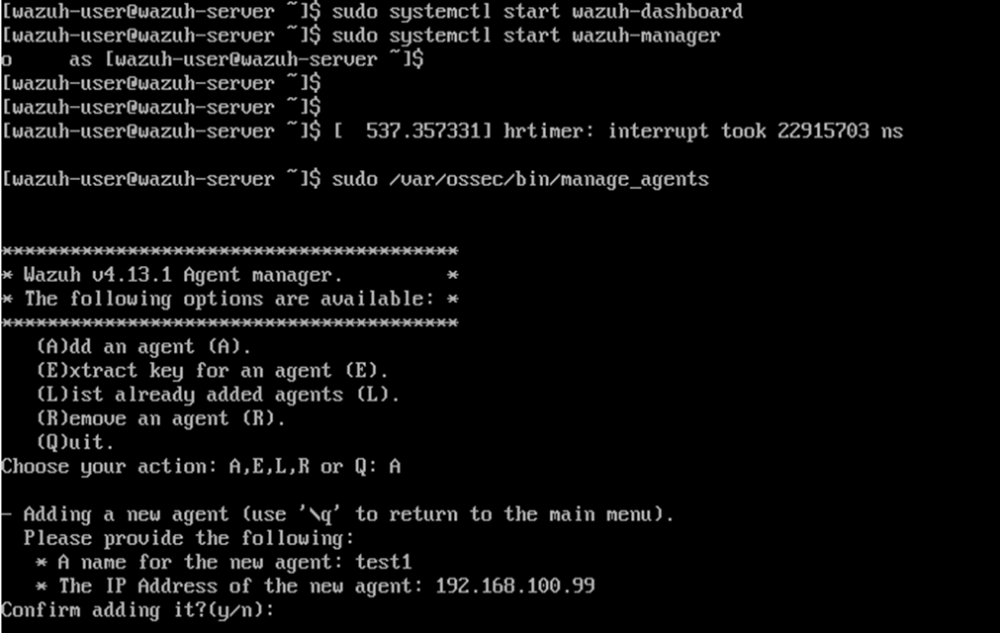 [wazuh-user@wazuh-server ~]$ sudo systemctl start wazuh-dashboard
[wazuh-user@wazuh-server ~]$ sudo systemctl start wazuh-manager
o     as [wazuh-user@wazuh-server ~]$
[wazuh-user@wazuh-server ~]$
[wazuh-user@wazuh-server ~]$
[wazuh-user@wazuh-server ~]$ [  537.357331] hrtimer: interrupt took 22915703 ns
[wazuh-user@wazuh-server ~]$ sudo /var/ossec/bin/manage_agents
****************************************
* Wazuh v4.13.1 Agent manager.         *
* The following options are available: *
****************************************
   (A)dd an agent (A).
   (E)xtract key for an agent (E).
   (L)ist already added agents (L).
   (R)emove an agent (R).
   (Q)uit.
Choose your action: A,E,L,R or Q: A
- Adding a new agent (use '\q' to return to the main menu).
  Please provide the following:
   * A name for the new agent: test1
   * The IP Address of the new agent: 192.168.100.99
Confirm adding it?(y/n):